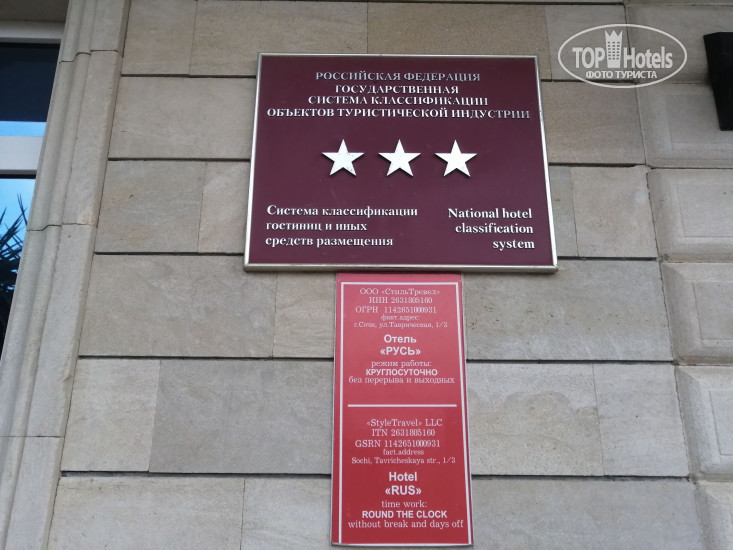 TOP Hotels
ФОТО ТУРИСТА
РОССИЙСКАЯ ФЕДЕРАЦИЯ
ГОСУДАРСТВЕННАЯ
СИСТЕМА КЛАССИФИКАЦИИ
ОБЪЕКТОВ ТУРИСТИЧЕСКОЙ ИНДУСТРИИ
Система классификации
гостиниц и иных
средств размещения
National hotel
classification
system
ООО «СтильТревел»
ИНН 2631805160
ОГРН 1142651000931
факт.адрес
г.Сочи, ул.Таврическая, 1/3
Отель
«РУСЬ»
режим работы:
КРУГЛОСУТОЧНО
без перерыва и выходных
«StyleTravel» LLC
ITN 2631805160
GSRN 1142651000931
fact.address
Sochi, Tavricheskaya str., 1/3
Hotel
«RUS»
time work:
ROUND THE CLOCK
without break and days off